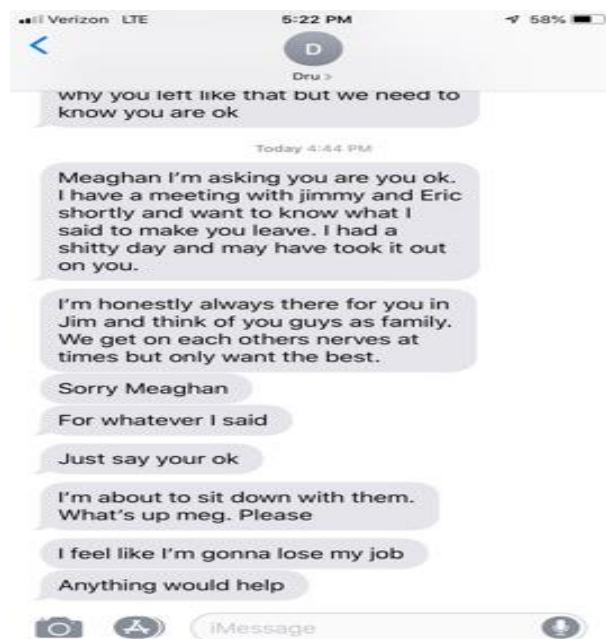 Verizon LTE 5:22 PM 58%
D
Dru >
why you left like that but we need to
know you are ok
Today 4:44 PM
Meaghan I'm asking you are you ok.
I have a meeting with jimmy and Eric
shortly and want to know what I
said to make you leave. I had a
shitty day and may have took it out
on you.
I'm honestly always there for you in
Jim and think of you guys as family.
We get on each others nerves at
times but only want the best.
Sorry Meaghan
For whatever I said
Just say your ok
I'm about to sit down with them.
What's up meg. Please
I feel like I'm gonna lose my job
Anything would help
iMessage